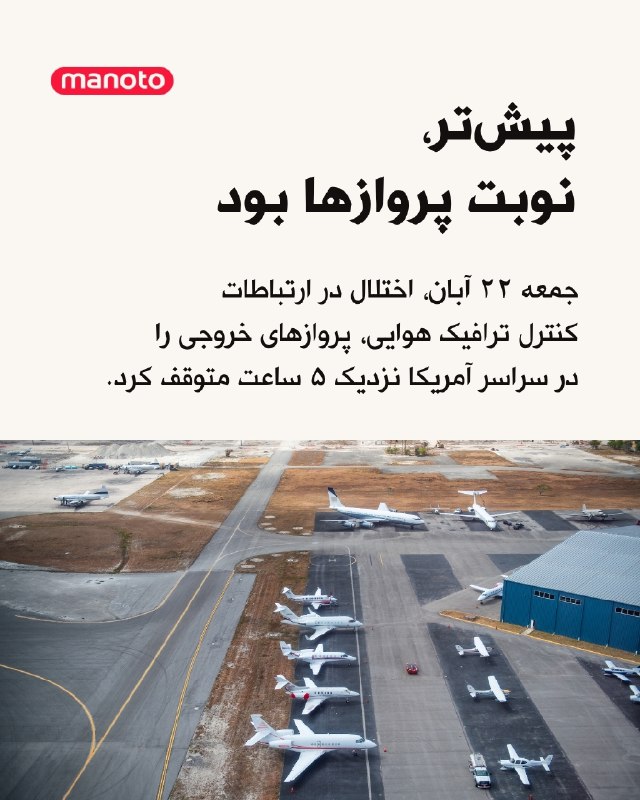 manoto
پیش‌تر،
نوبت پروازها بود
جمعه ۲۲ آبان، اختلال در ارتباطات
کنترل ترافیک هوایی، پروازهای خروجی را
در سراسر آمریکا نزدیک ۵ ساعت متوقف کرد.